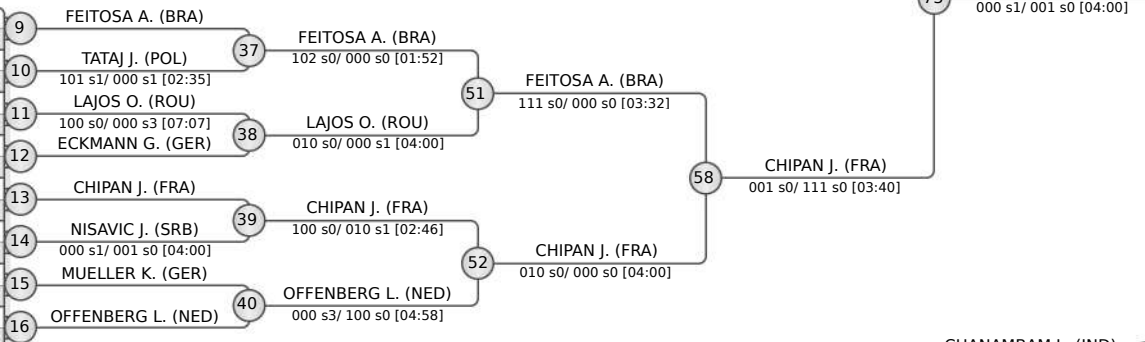 9
FEITOSA A. (BRA)
10
TATAJ J. (POL)
101 s1/ 000 s1 [02:35]
11
LAJOS O. (ROU)
100 s0/ 000 s3 [07:07]
12
ECKMANN G. (GER)
13
CHIPAN J. (FRA)
14
NISAVIC J. (SRB)
000 s1/ 001 s0 [04:00]
15
MUELLER K. (GER)
16
OFFENBERG L. (NED)
37
FEITOSA A. (BRA)
102 s0/ 000 s0 [01:52]
38
LAJOS O. (ROU)
010 s0/ 000 s1 [04:00]
39
CHIPAN J. (FRA)
100 s0/ 010 s1 [02:46]
40
OFFENBERG L. (NED)
000 s3/ 100 s0 [04:58]
51
FEITOSA A. (BRA)
111 s0/ 000 s0 [03:32]
52
CHIPAN J. (FRA)
010 s0/ 000 s0 [04:00]
58
CHIPAN J. (FRA)
001 s0/ 111 s0 [03:40]
000 s1/ 001 s0 [04:00]